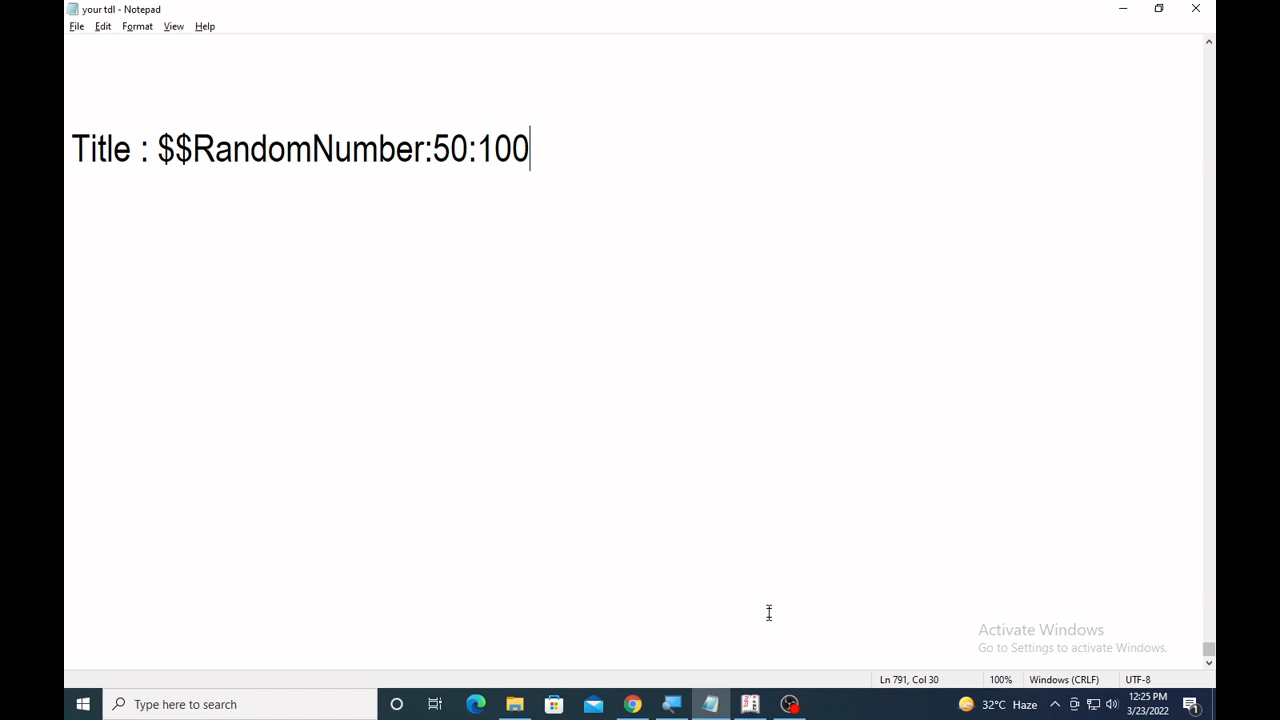 your tdl - Notepad
File Edit Format View Help
Title : $$RandomNumber:50:100
Activate Windows
Go to Settings to activate Windows.
Ln 791, Col 30 100% Windows (CRLF) UTF-8
Type here to search 32°C Haze 12:25 PM
3/23/2022 1